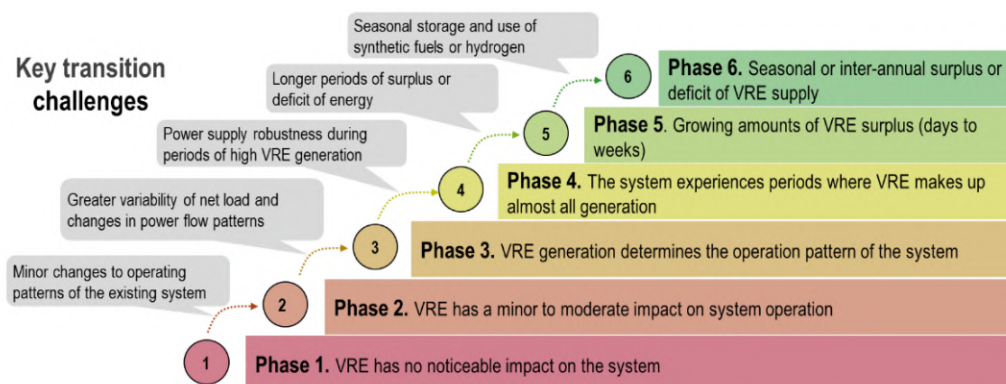 Key transition
challenges
Seasonal storage and use of
synthetic fuels or hydrogen
Longer periods of surplus or
deficit of energy
Power supply robustness during
periods of high VRE generation
Greater variability of net load and
changes in power flow patterns
Minor changes to operating
patterns of the existing system
6
Phase 6. Seasonal or inter-annual surplus or
deficit of VRE supply
5
Phase 5. Growing amounts of VRE surplus (days to
weeks)
4
Phase 4. The system experiences periods where VRE makes up
almost all generation
3
Phase 3. VRE generation determines the operation pattern of the system
2
Phase 2. VRE has a minor to moderate impact on system operation
1
Phase 1. VRE has no noticeable impact on the system